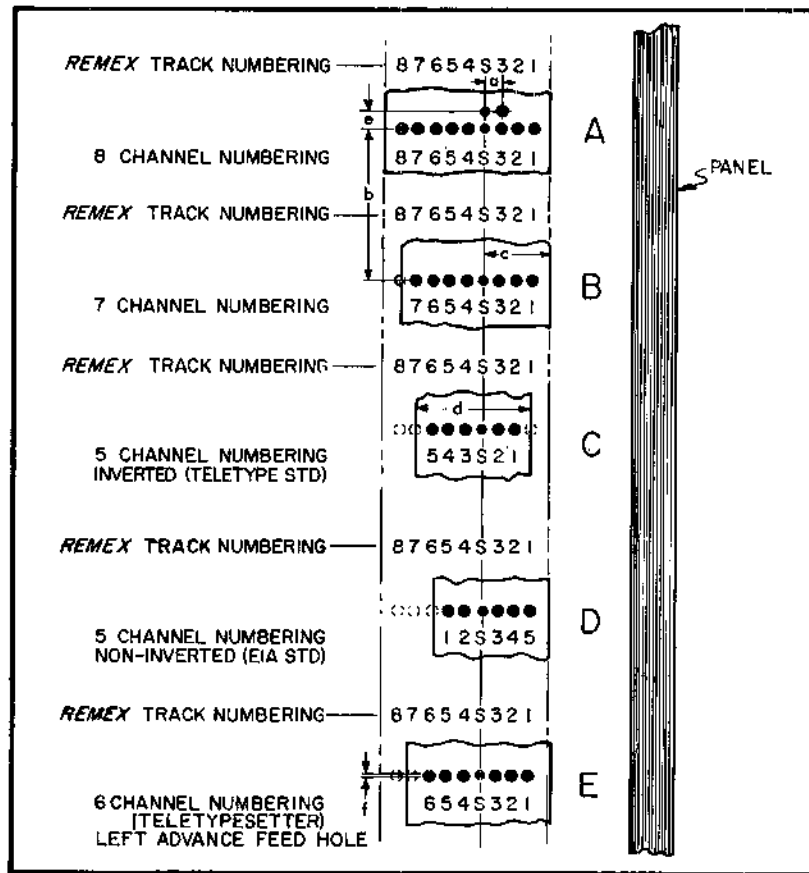 REMEX TRACK NUMBERING 87654S321
a
e
A
8 CHANNEL NUMBERING 87654S321
PANEL
b
REMEX TRACK NUMBERING 87654S321
c
B
7 CHANNEL NUMBERING 7654S321
REMEX TRACK NUMBERING 87654S321
d
C
5 CHANNEL NUMBERING 543S21
INVERTED (TELETYPE STD)
REMEX TRACK NUMBERING 87654S321
D
5 CHANNEL NUMBERING 12S345
NON-INVERTED (EIA STD)
REMEX TRACK NUMBERING 87654S321
E
f
6 CHANNEL NUMBERING 654S321
(TELETYPESETTER)
LEFT ADVANCE FEED HOLE